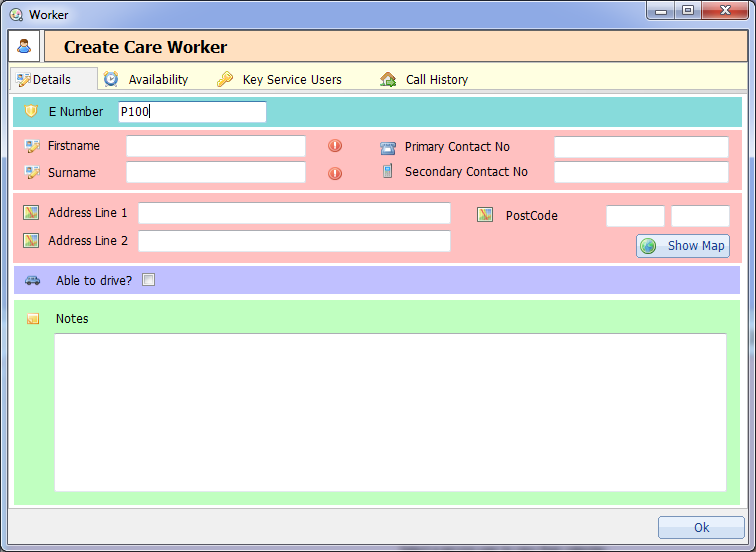 Worker
Create Care Worker
Details Availability Key Service Users Call History
E Number P100
Firstname Primary Contact No
Surname Secondary Contact No
Address Line 1 PostCode
Address Line 2 Show Map
Able to drive?
Notes
Ok